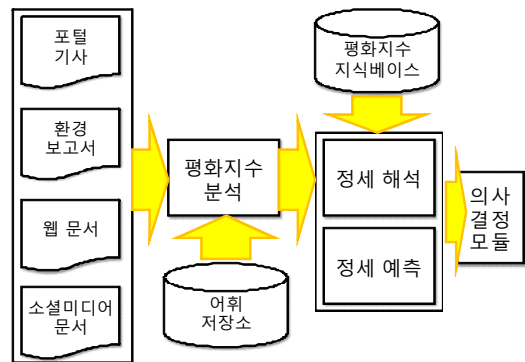 포털
기사
환경
보고서
웹 문서
소셜미디어
문서
평화지수
분석
어휘
저장소
평화지수
지식베이스
정세 해석
정세 예측
의사
결정
모듈